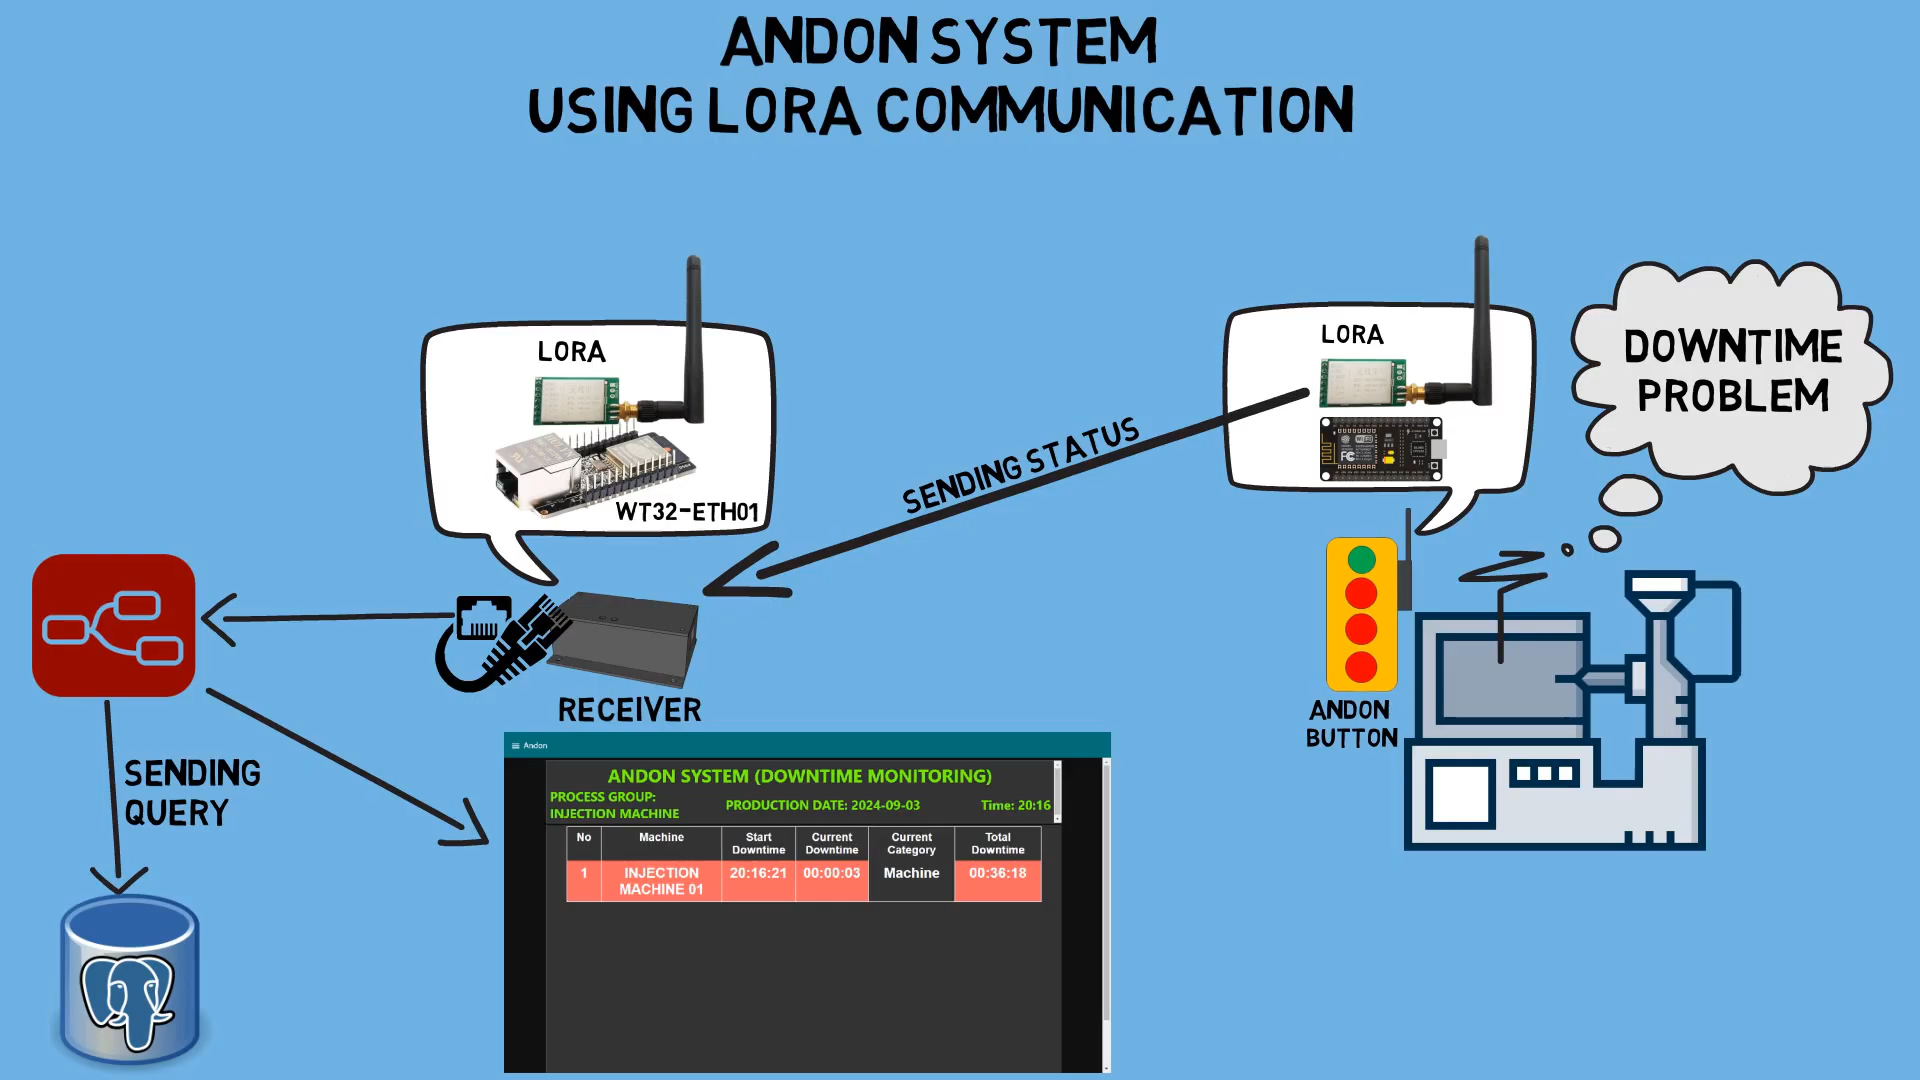 ANDON SYSTEM
USING LORA COMMUNICATION
LORA
WT32-ETH01
LORA
DOWNTIME
PROBLEM
SENDING STATUS
RECEIVER
ANDON
BUTTON
SENDING
QUERY
Andon
ANDON SYSTEM (DOWNTIME MONITORING)
PROCESS GROUP:
INJECTION MACHINE
PRODUCTION DATE: 2024-09-03
Time: 20:16
No Machine Start Downtime Current Downtime Current Category Total Downtime
1 INJECTION MACHINE 01 20:16:21 00:00:03 Machine 00:36:18